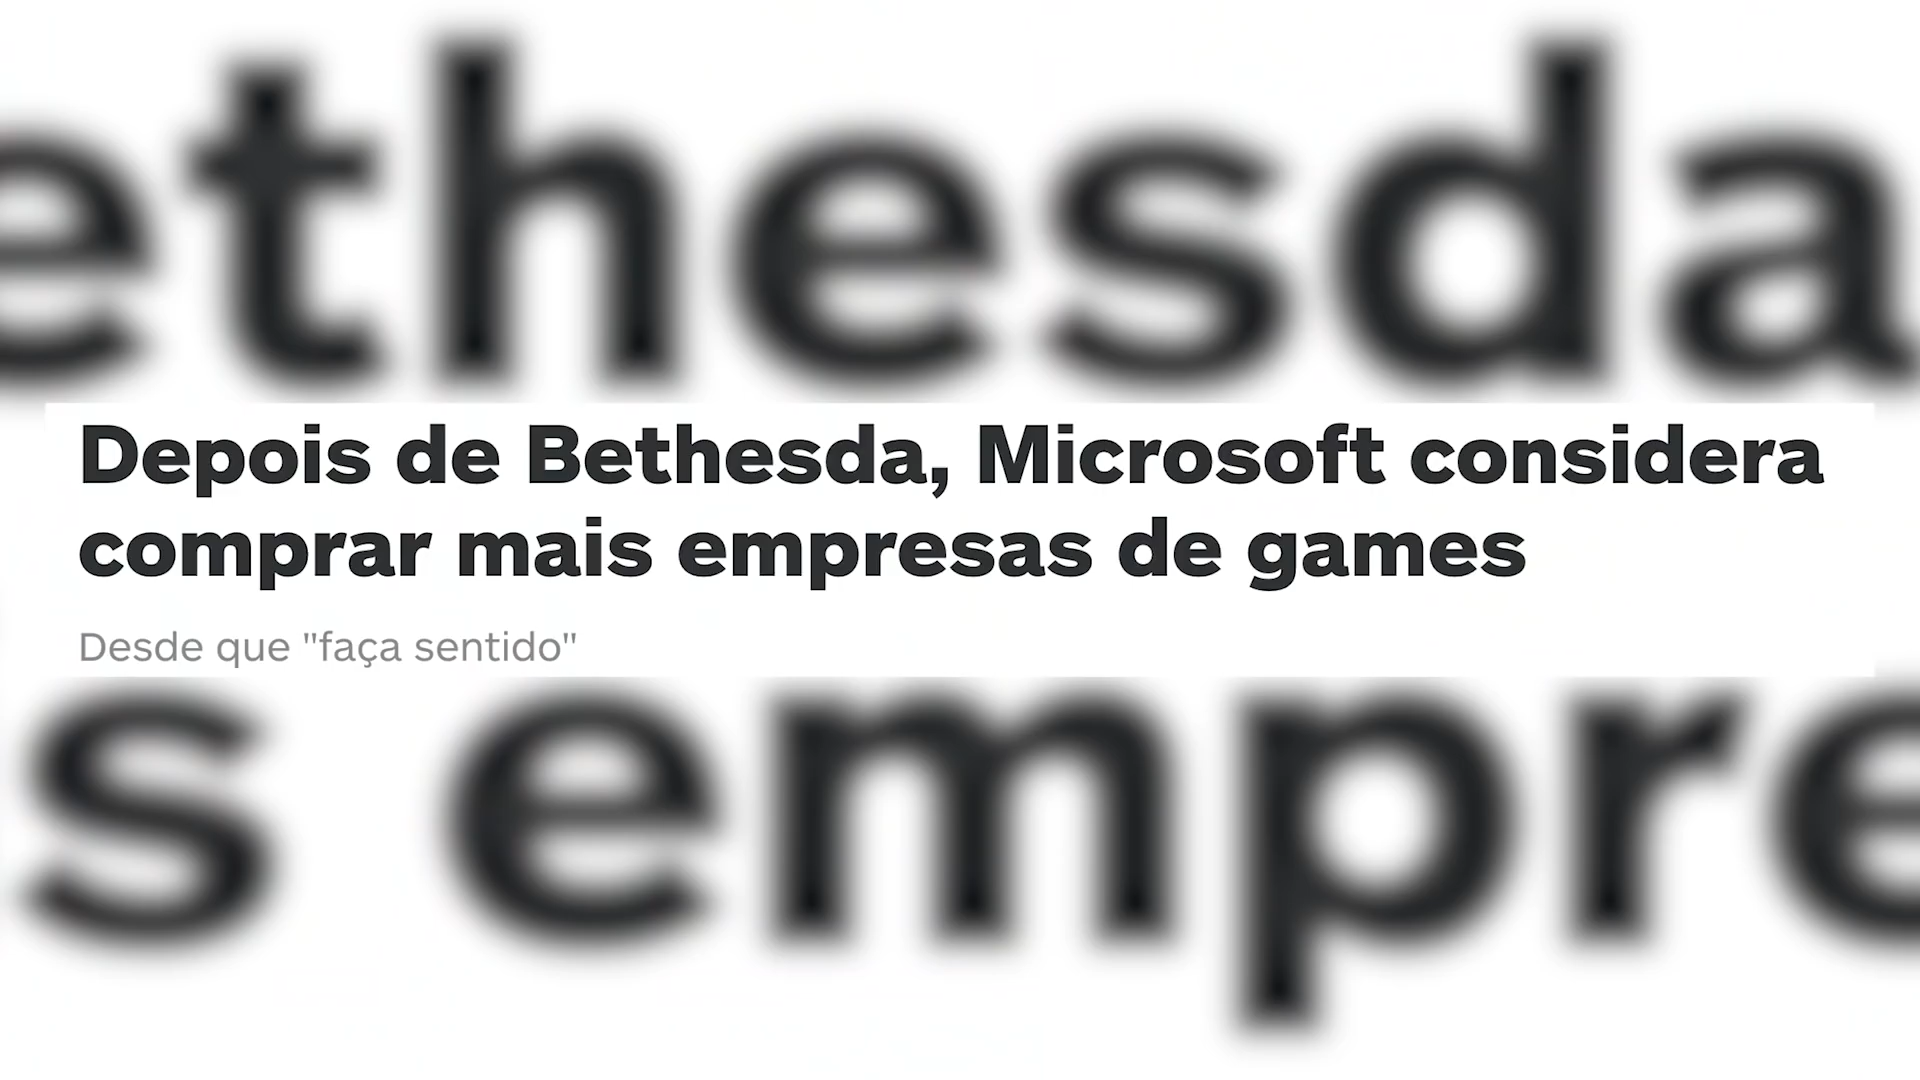 ethesda
Depois de Bethesda, Microsoft considera
comprar mais empresas de games
Desde que "faça sentido"
s empre